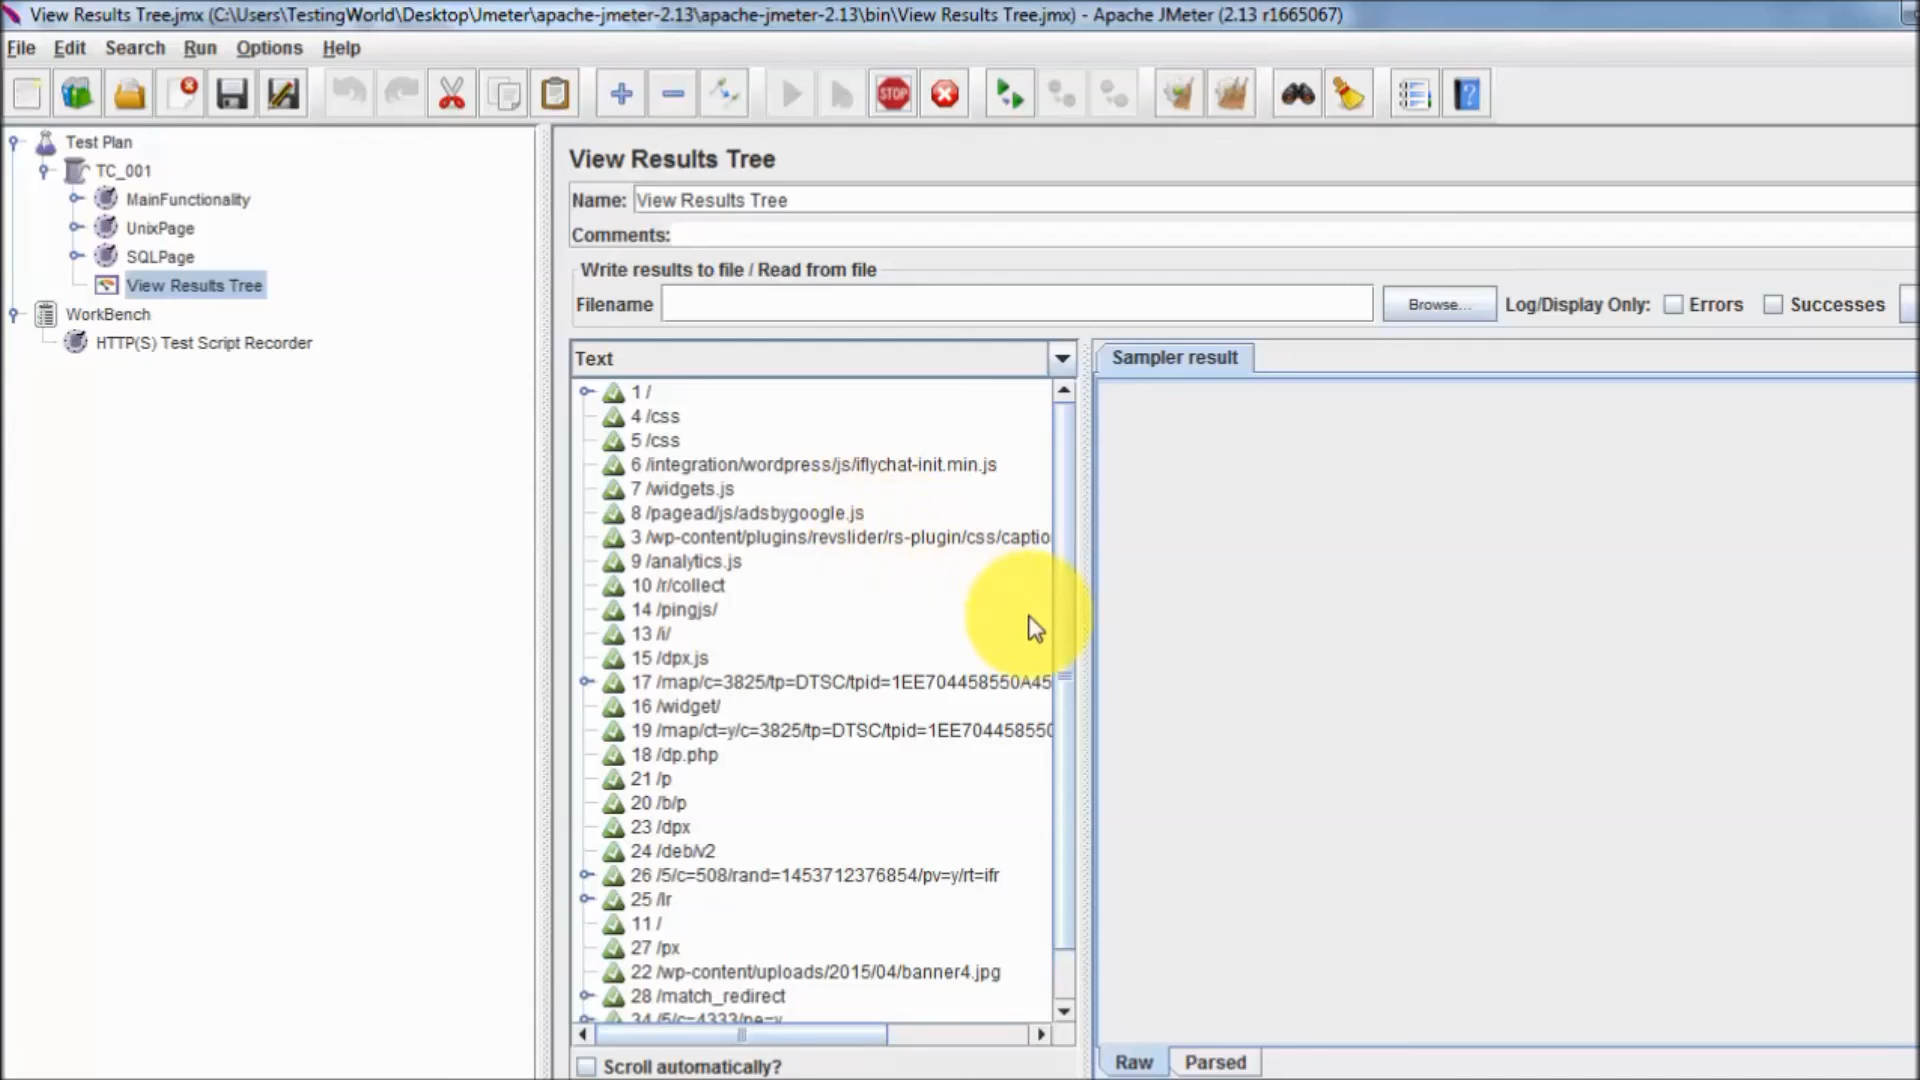 View Results Tree.jmx (C:\Users\TestingWorld\Desktop\Jmeter\apache-jmeter-2.13\apache-jmeter-2.13\bin\View Results Tree.jmx) - Apache JMeter (2.13 r1665067)
File Edit Search Run Options Help
STOP
?
Test Plan
TC_001
MainFunctionality
UnixPage
SQLPage
View Results Tree
WorkBench
HTTP(S) Test Script Recorder
View Results Tree
Name: View Results Tree
Comments:
Write results to file / Read from file
Filename Browse... Log/Display Only: Errors Successes
Text
Sampler result
1 /
4 /css
5 /css
6 /integration/wordpress/js/iflychat-init.min.js
7 /widgets.js
8 /pagead/js/adsbygoogle.js
3 /wp-content/plugins/revslider/rs-plugin/css/captio
9 /analytics.js
10 /r/collect
14 /pingjs/
13 /i/
15 /dpx.js
17 /map/c=3825/tp=DTSC/tpid=1EE704458550A45
16 /widget/
19 /map/ct=y/c=3825/tp=DTSC/tpid=1EE704458550
18 /dp.php
21 /p
20 /b/p
23 /dpx
24 /deb/v2
26 /5/c=508/rand=1453712376854/pv=y/rt=ifr
25 /lr
11 /
27 /px
22 /wp-content/uploads/2015/04/banner4.jpg
28 /match_redirect
34 /5/c=4333/pe=y
Scroll automatically?
Raw Parsed